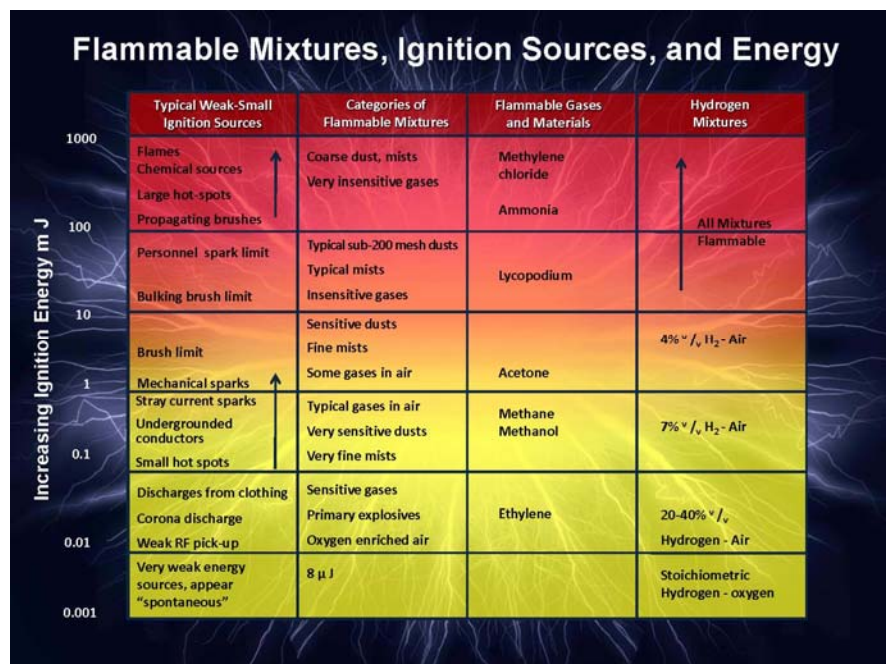 Flammable Mixtures, Ignition Sources, and Energy
Increasing Ignition Energy m J
1000
100
10
1
0.1
0.01
0.001
Typical Weak-Small
Ignition Sources
Categories of
Flammable Mixtures
Flammable Gases
and Materials
Hydrogen
Mixtures
Flames
Chemical sources
Large hot-spots
Propagating brushes
Coarse dust, mists
Very insensitive gases
Methylene
chloride
Ammonia
All Mixtures
Flammable
Personnel spark limit
Bulking brush limit
Typical sub-200 mesh dusts
Typical mists
Insensitive gases
Lycopodium
Brush limit
Mechanical sparks
Sensitive dusts
Fine mists
Some gases in air
Acetone
4% v/v H2 - Air
Stray current sparks
Undergrounded
conductors
Small hot spots
Typical gases in air
Very sensitive dusts
Very fine mists
Methane
Methanol
7% v/v H2 - Air
Discharges from clothing
Corona discharge
Weak RF pick-up
Sensitive gases
Primary explosives
Oxygen enriched air
Ethylene
20-40% v/v
Hydrogen - Air
Very weak energy
sources, appear
“spontaneous”
8 μ J
Stoichiometric
Hydrogen - oxygen